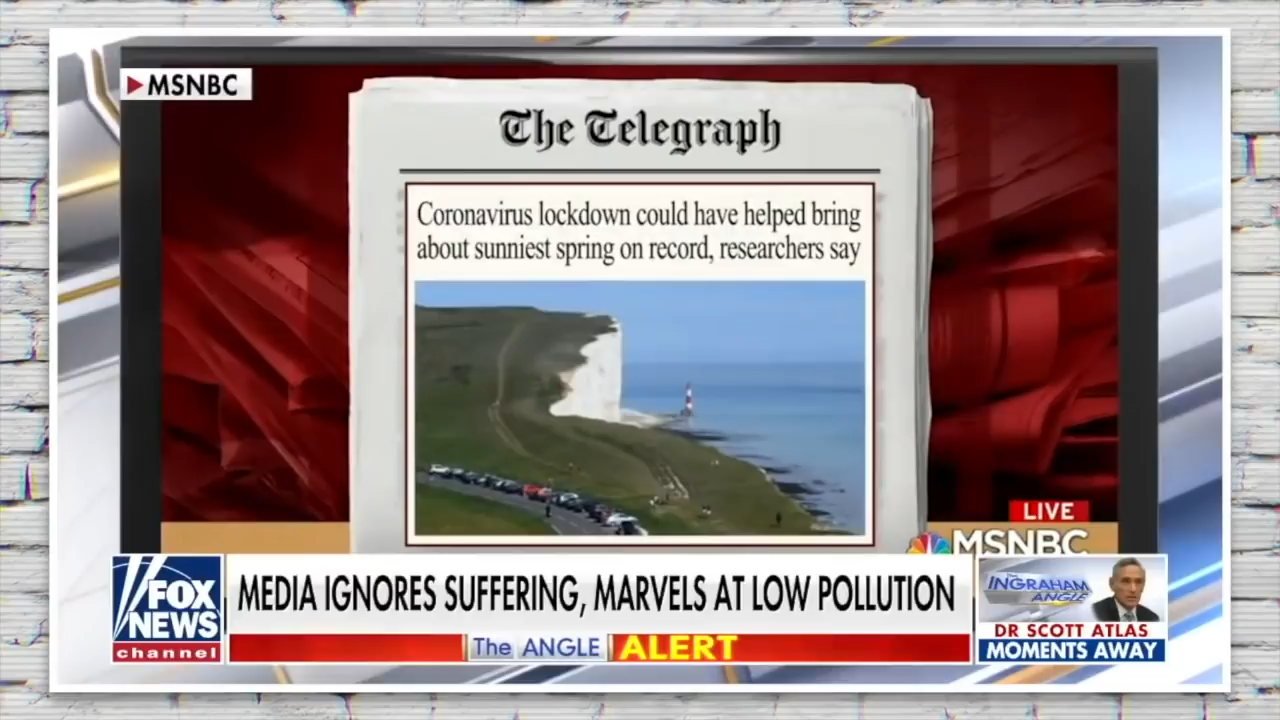 MSNBC
The Telegraph
Coronavirus lockdown could have helped bring
about sunniest spring on record, researchers say
LIVE
MSNBC
FOX
NEWS
channel
MEDIA IGNORES SUFFERING, MARVELS AT LOW POLLUTION
The ANGLE ALERT
THE
INGRAHAM
ANGLE
DR SCOTT ATLAS
MOMENTS AWAY